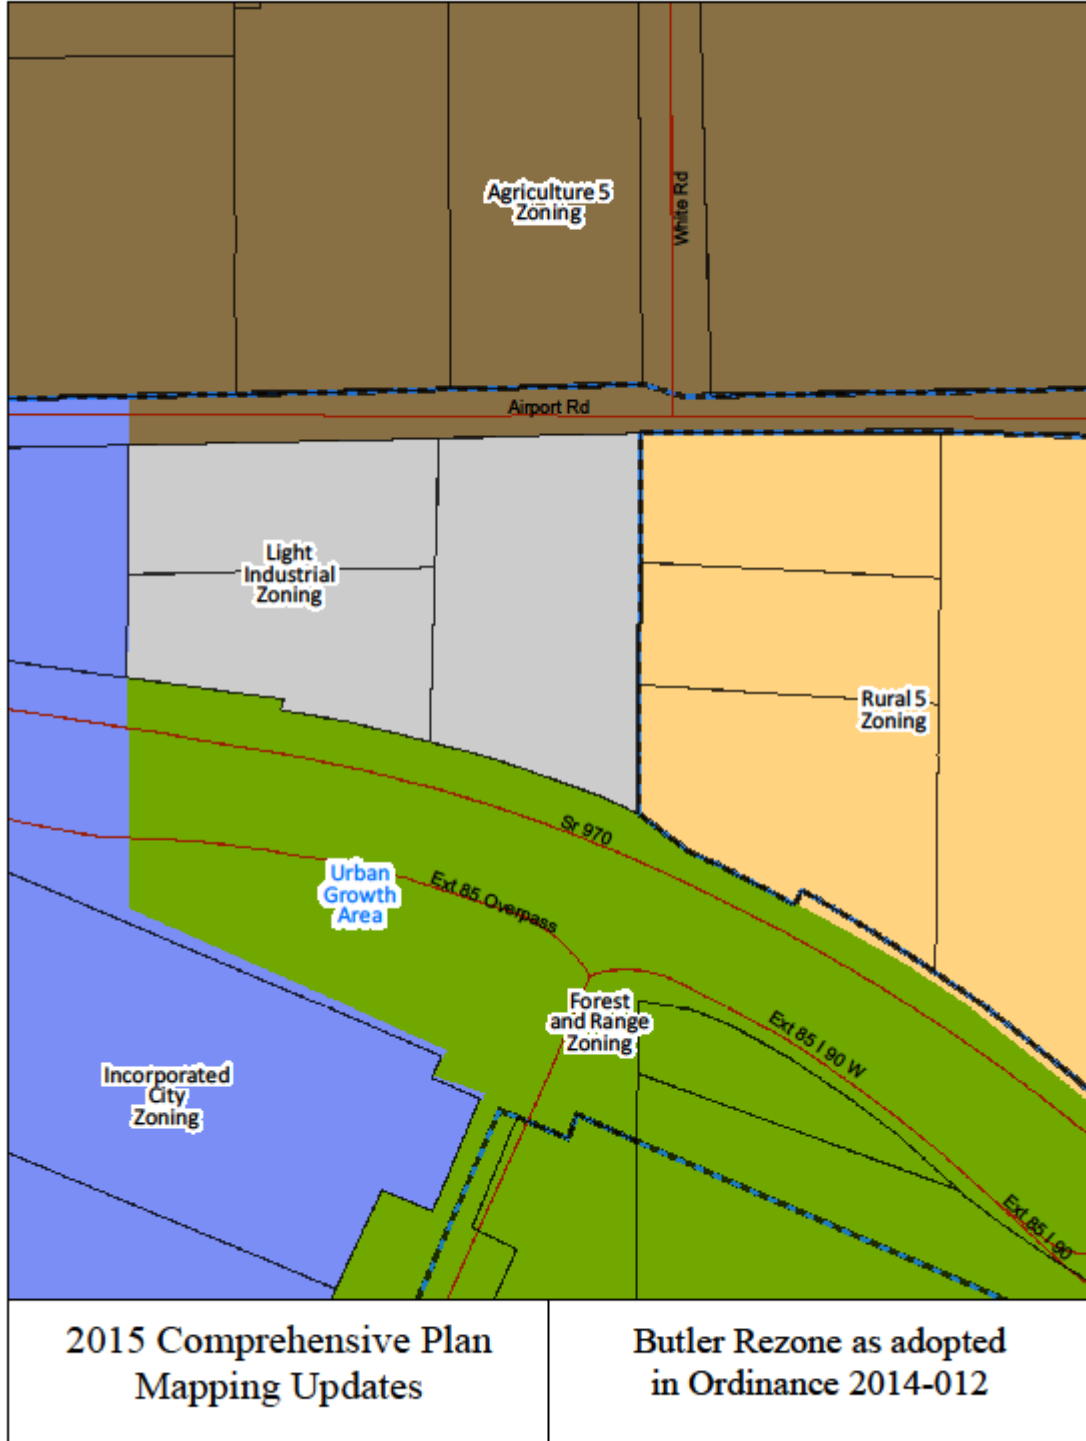 Agriculture 5
Zoning
White Rd
Airport Rd
Light
Industrial
Zoning
Rural 5
Zoning
Sr 970
Urban
Growth
Area
Ext 85 Overpass
Forest
and Range
Zoning
Ext 85 I 90 W
Incorporated
City
Zoning
Ext 85 I 90
2015 Comprehensive Plan
Mapping Updates
Butler Rezone as adopted
in Ordinance 2014-012